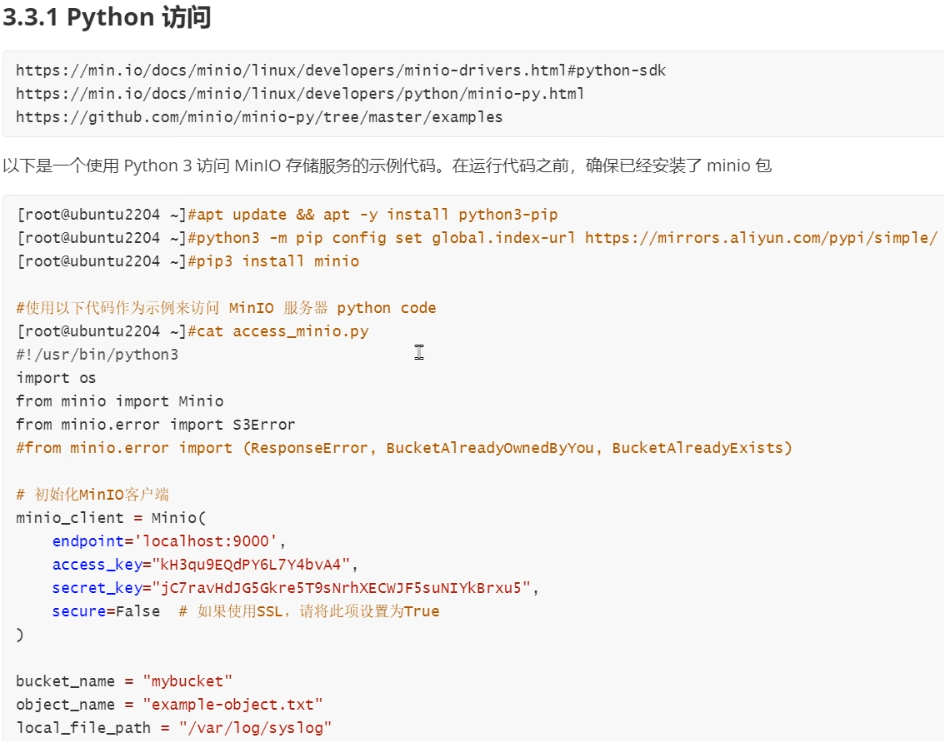 3.3.1 Python 访问
https://min.io/docs/minio/linux/developers/minio-drivers.html#python-sdk
https://min.io/docs/minio/linux/developers/python/minio-py.html
https://github.com/minio/minio-py/tree/master/examples
以下是一个使用 Python 3 访问 MinIO 存储服务的示例代码。在运行代码之前，确保已经安装了 minio 包
[root@ubuntu2204 ~]#apt update && apt -y install python3-pip
[root@ubuntu2204 ~]#python3 -m pip config set global.index-url https://mirrors.aliyun.com/pypi/simple/
[root@ubuntu2204 ~]#pip3 install minio
#使用以下代码作为示例来访问 MinIO 服务器 python code
[root@ubuntu2204 ~]#cat access_minio.py
#!/usr/bin/python3
import os
from minio import Minio
from minio.error import S3Error
#from minio.error import (ResponseError, BucketAlreadyOwnedByYou, BucketAlreadyExists)
# 初始化MinIO客户端
minio_client = Minio(
    endpoint='localhost:9000',
    access_key="kH3qu9EQdPY6L7Y4bvA4",
    secret_key="jC7ravHdJG5Gkre5T9sNrhXECWJF5suNIYkBrxu5",
    secure=False  # 如果使用SSL，请将此项设置为True
)
bucket_name = "mybucket"
object_name = "example-object.txt"
local_file_path = "/var/log/syslog"